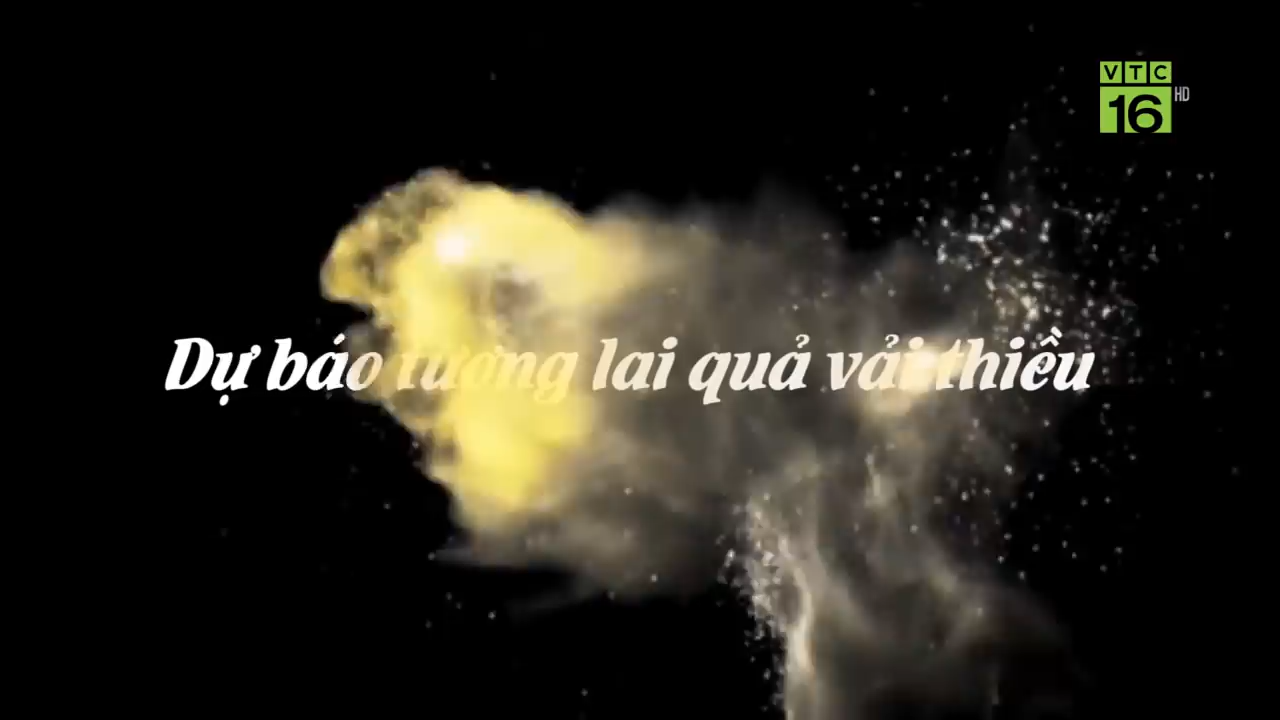 VTC
16 HD
Dự báo tương lai quả vải thiều